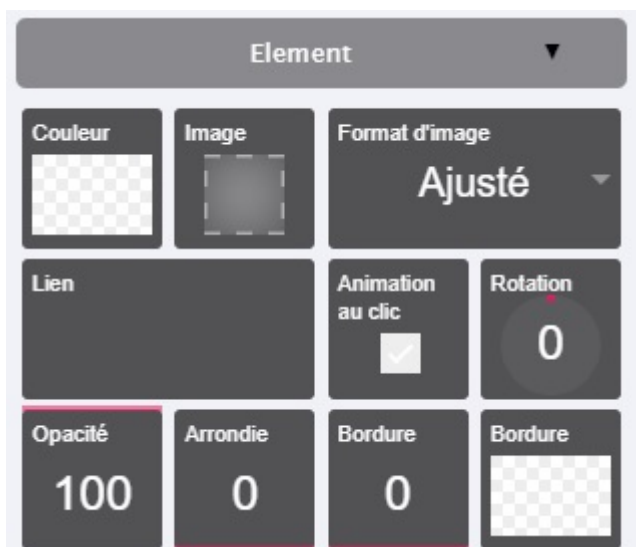 Element
Couleur
Image
Format d'image
Ajusté
Lien
Animation
au clic
Rotation
0
Opacité
100
Arrondie
0
Bordure
0
Bordure